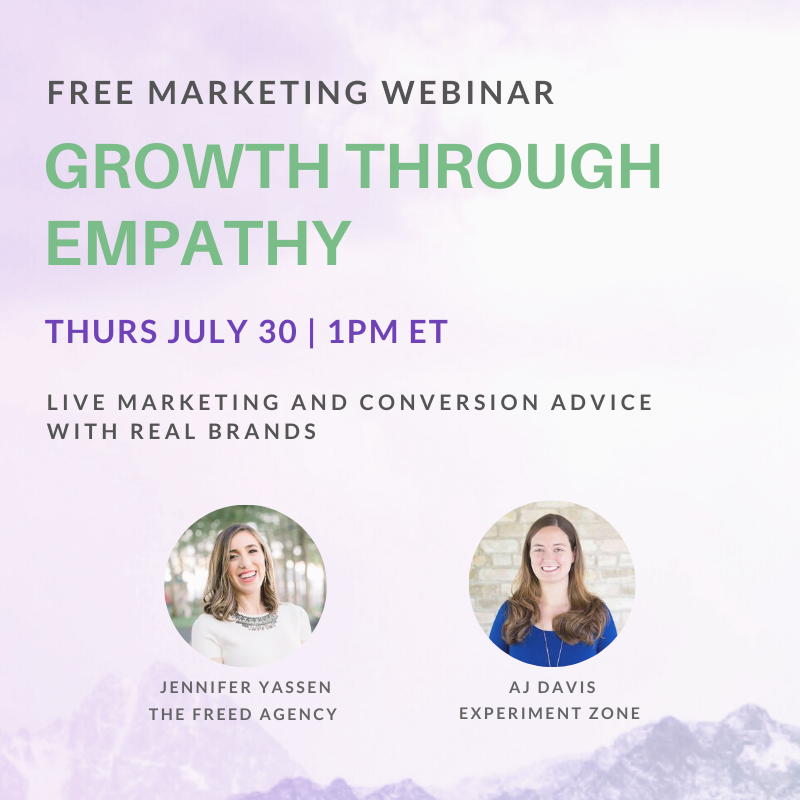 FREE MARKETING WEBINAR
GROWTH THROUGH
EMPATHY
THURS JULY 30 | 1PM ET
LIVE MARKETING AND CONVERSION ADVICE
WITH REAL BRANDS
JENNIFER YASSEN
THE FREED AGENCY
AJ DAVIS
EXPERIMENT ZONE